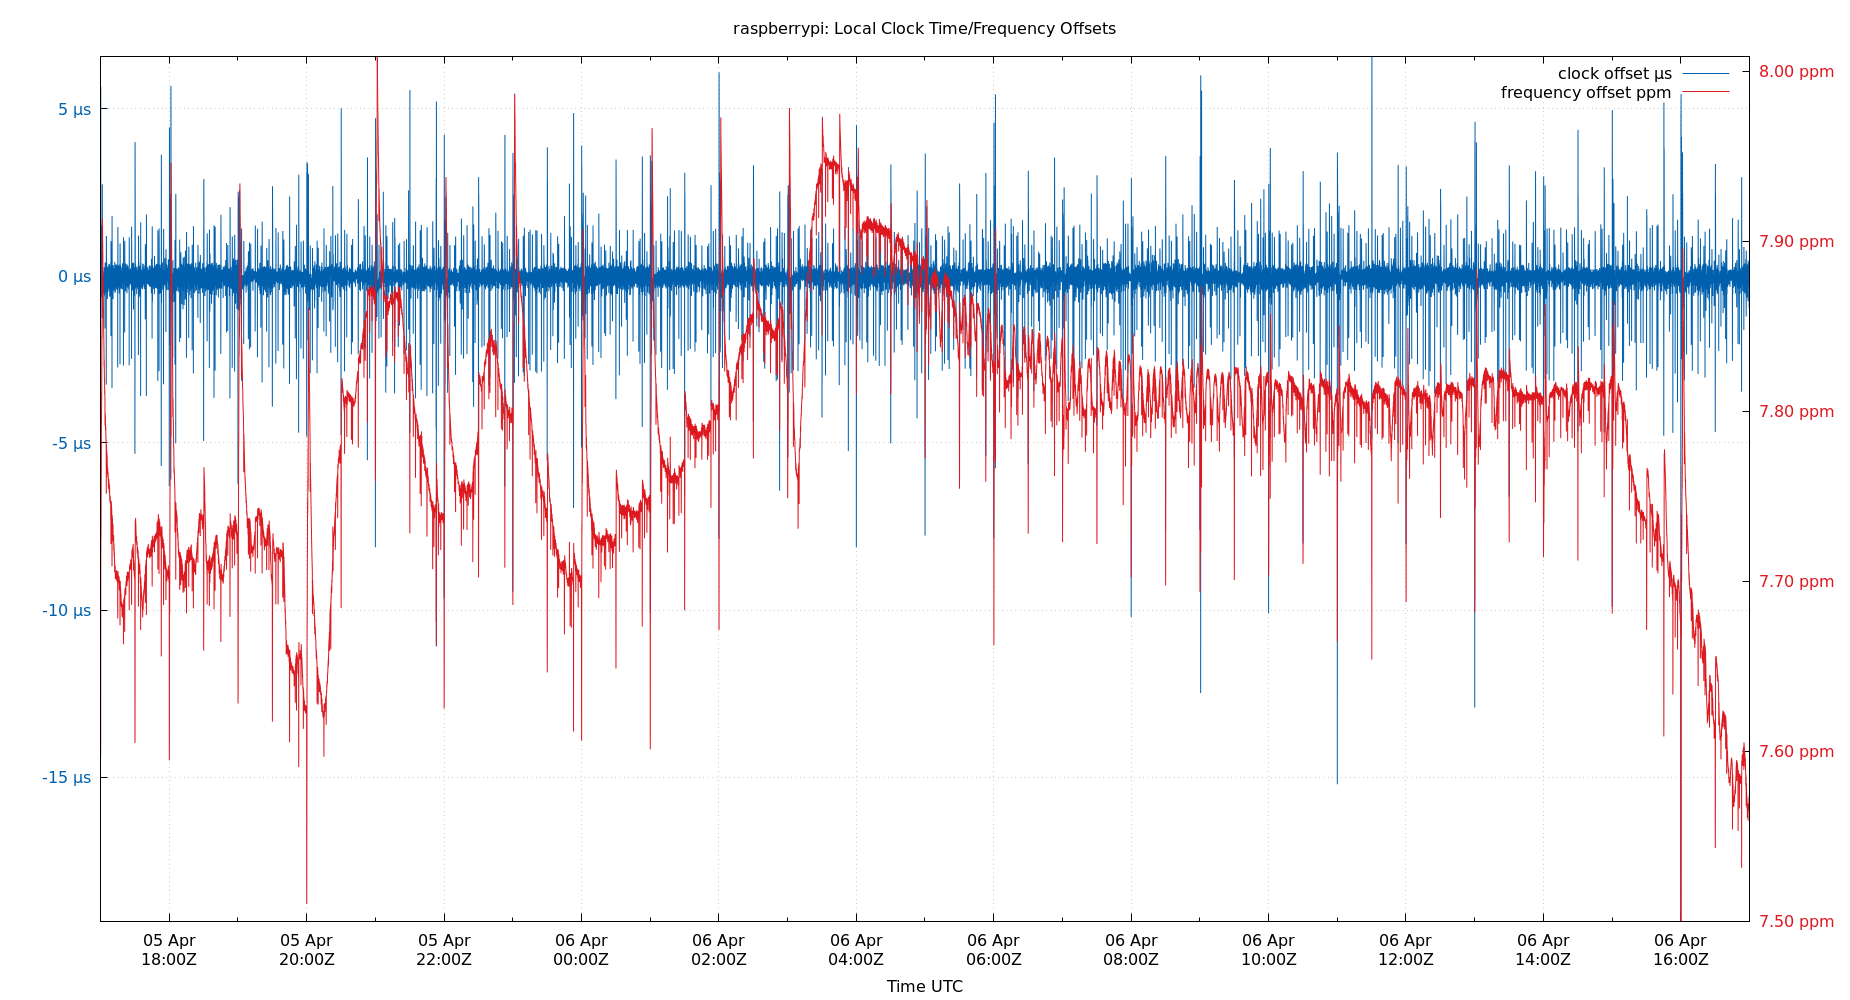 raspberrypi: Local Clock Time/Frequency Offsets
clock offset µs
frequency offset ppm
5 µs
0 µs
-5 µs
-10 µs
-15 µs
8.00 ppm
7.90 ppm
7.80 ppm
7.70 ppm
7.60 ppm
7.50 ppm
05 Apr 05 Apr 05 Apr 06 Apr 06 Apr 06 Apr 06 Apr 06 Apr 06 Apr 06 Apr 06 Apr 06 Apr
18:00Z 20:00Z 22:00Z 00:00Z 02:00Z 04:00Z 06:00Z 08:00Z 10:00Z 12:00Z 14:00Z 16:00Z
Time UTC